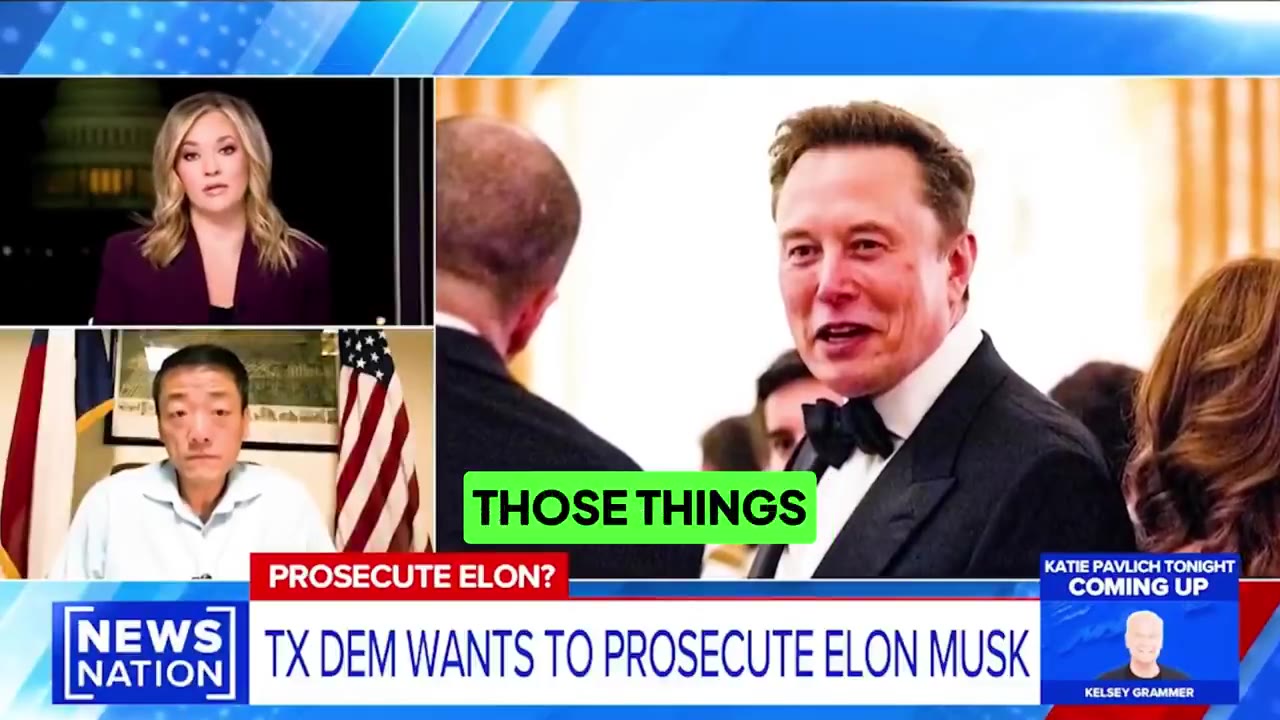 THOSE THINGS
PROSECUTE ELON?
NEWS
NATION
TX DEM WANTS TO PROSECUTE ELON MUSK
KATIE PAVLICH TONIGHT
COMING UP
KELSEY GRAMMER